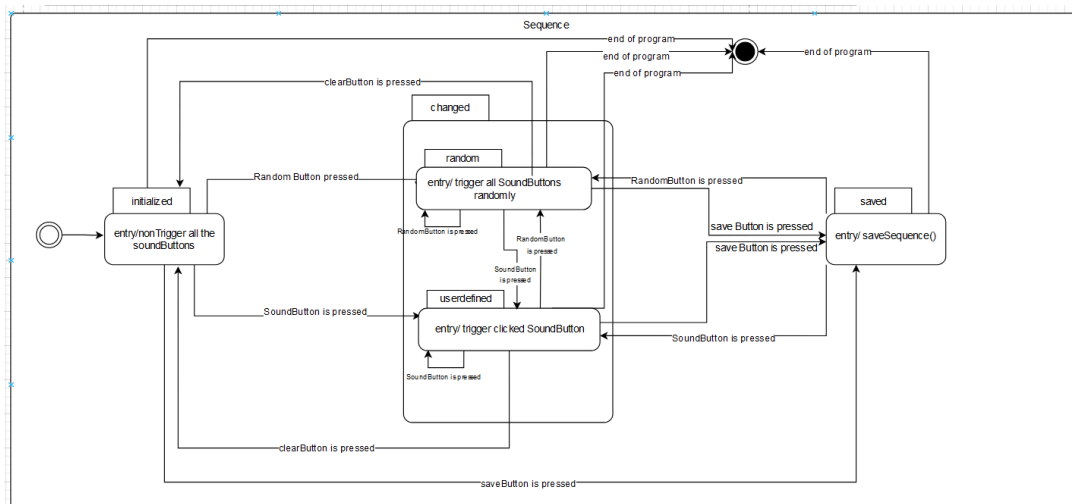 Sequence
end of program
end of program
end of program
end of program
clearButton is pressed
changed
random
entry/ trigger all SoundButtons
randomly
Random Button pressed
RandomButton is pressed
initialized
entry/nonTrigger all the
soundButtons
saved
entry/ saveSequence()
RandomButton is pressed
RandomButton
is pressed
save Button is pressed
save Button is pressed
SoundButton
is pressed
userdefined
entry/ trigger clicked SoundButton
SoundButton is pressed
SoundButton is pressed
SoundButton is pressed
clearButton is pressed
saveButton is pressed